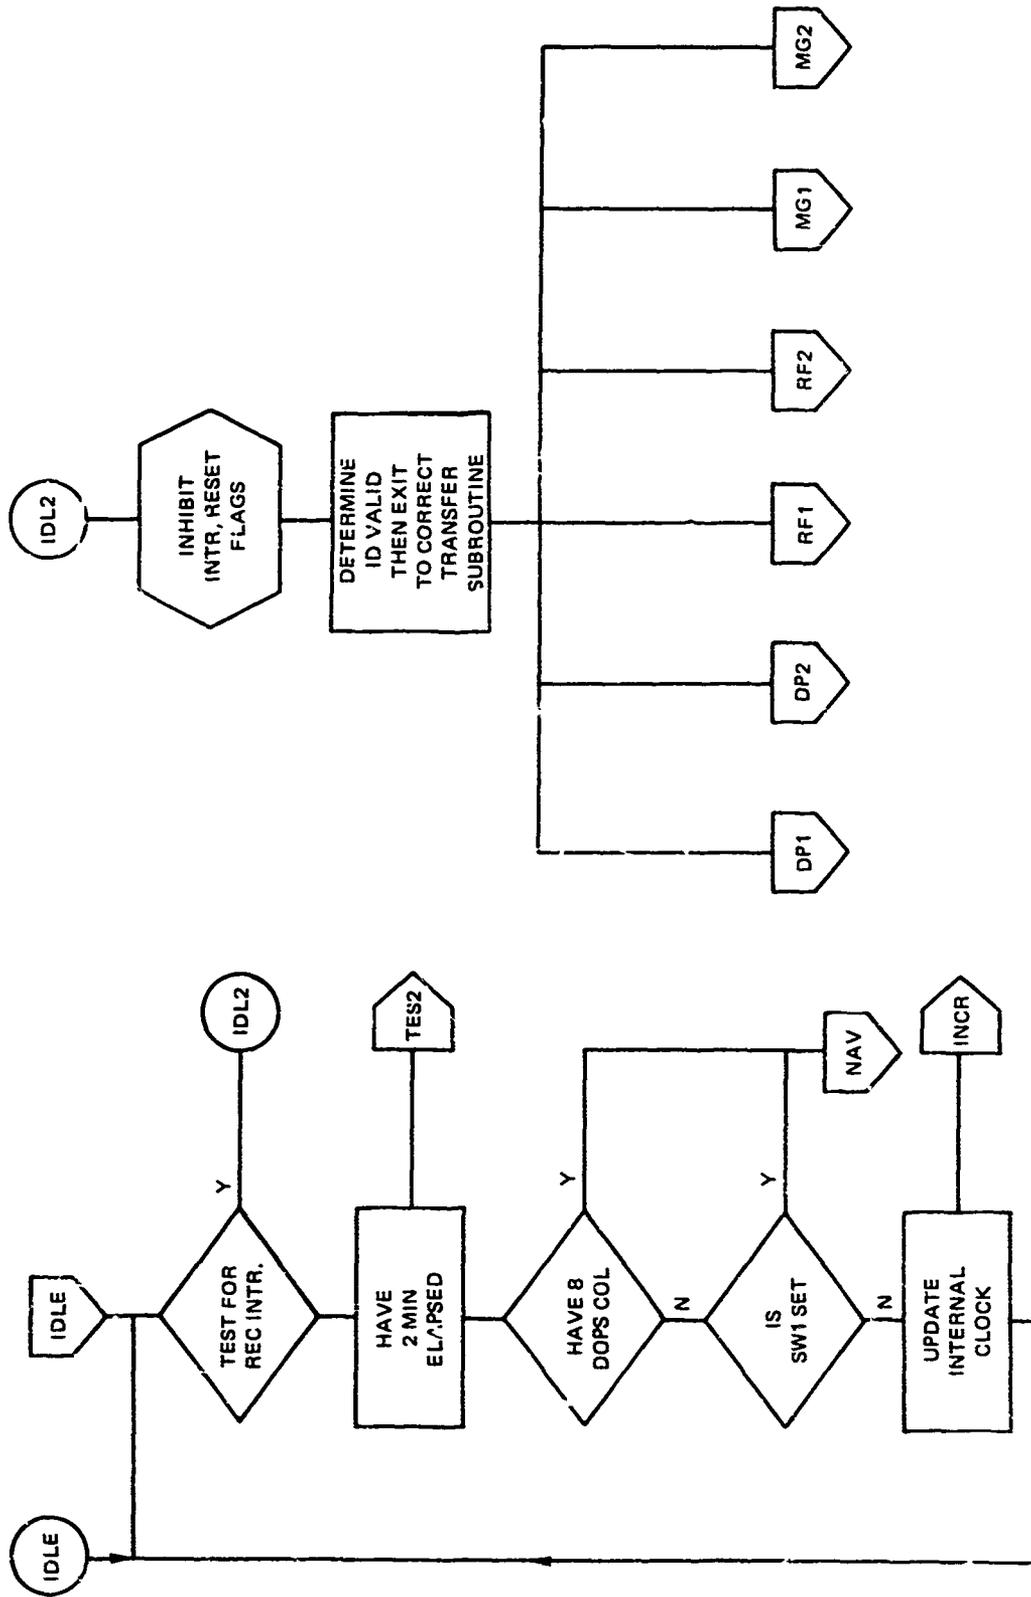 IDLE
IDLE
TEST FOR
REC INTR.
Y
IDL2
HAVE
2 MIN
ELAPSED
TES2
HAVE 8
DOPS COL
Y
N
IS
SW1 SET
Y
NAV
N
UPDATE
INTERNAL
CLOCK
INCR
IDL2
INHIBIT
INTR, RESET
FLAGS
DETERMINE
ID VALID
THEN EXIT
TO CORRECT
TRANSFER
SUBROUTINE
DP1
DP2
RF1
RF2
MG1
MG2